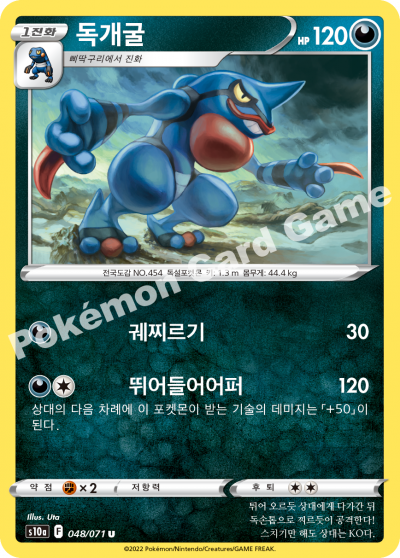 1진화
독개굴
HP 120
삐딱구리에서 진화
전국도감 NO.454 독설포켓몬 키: 1.3 m 몸무게: 44.4 kg
Pokémon Card Game
궤찌르기 30
뛰어들어어퍼 120
상대의 다음 차례에 이 포켓몬이 받는 기술의 데미지는 「+50」이
된다.
약점 ×2 저항력 후퇴
Illus. Uta
s10a F 048/071 U
튀어 오르듯 상대에게 다가간 뒤
독손톱으로 찌르듯이 공격한다!
스치기만 해도 상대는 KO다.
©2022 Pokémon/Nintendo/Creatures/GAME FREAK.